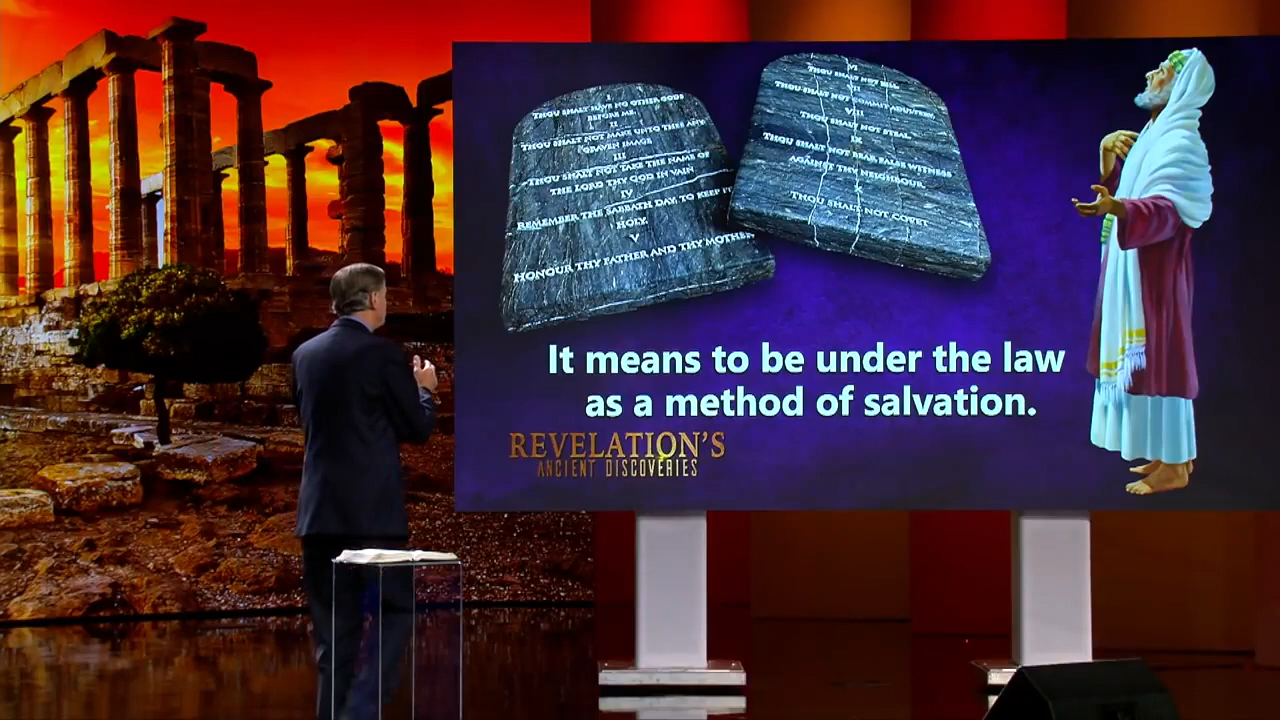 I
THOU SHALT HAVE NO OTHER GODS
BEFORE ME.
II
THOU SHALT NOT MAKE UNTO THEE ANY
GRAVEN IMAGE
III
THOU SHALT NOT TAKE THE NAME OF
THE LORD THY GOD IN VAIN
IV
REMEMBER THE SABBATH DAY, TO KEEP IT
HOLY.
V
HONOUR THY FATHER AND THY MOTHER
VI
THOU SHALT NOT KILL.
VII
THOU SHALT NOT COMMIT ADULTERY.
VIII
THOU SHALT NOT STEAL.
IX
THOU SHALT NOT BEAR FALSE WITNESS
AGAINST THY NEIGHBOUR.
X
THOU SHALT NOT COVET
It means to be under the law
as a method of salvation.
REVELATION'S
ANCIENT DISCOVERIES